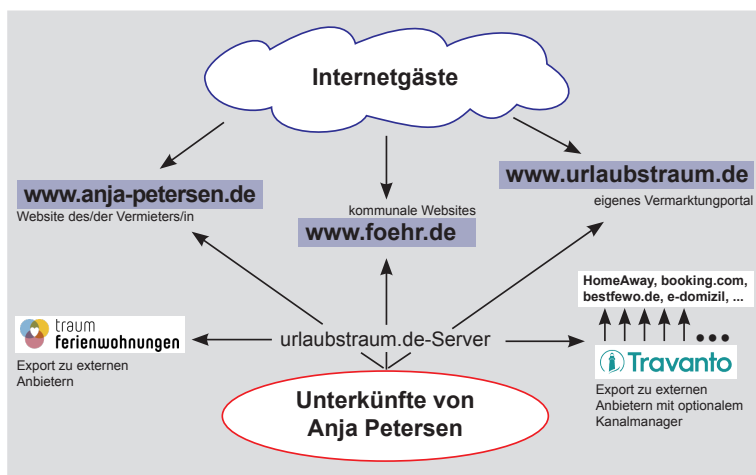 Internetgäste
www.anja-petersen.de
Website des/der Vermieters/in
kommunale Websites
www.foehr.de
www.urlaubstraum.de
eigenes Vermarktungportal
traum
ferienwohnungen
Export zu externen
Anbietern
urlaubstraum.de-Server
HomeAway, booking.com,
bestfewo.de, e-domizil, ...
Travanto
Export zu externen
Anbietern mit optionalem
Kanalmanager
Unterkünfte von
Anja Petersen